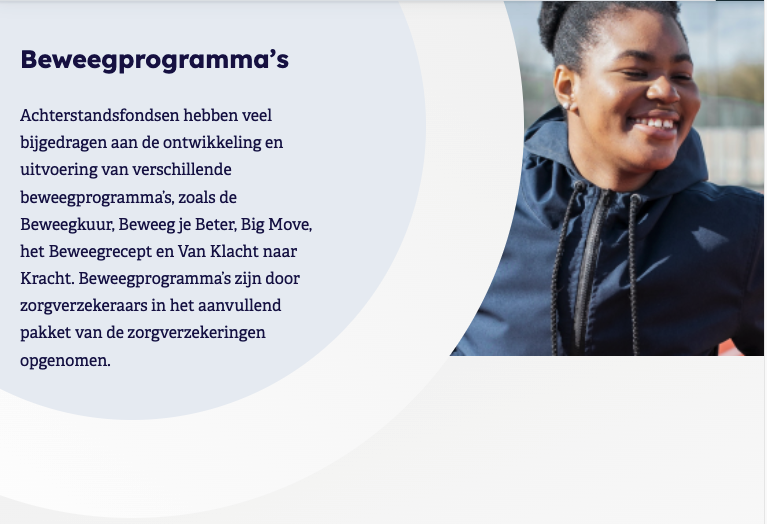 Beweegprogramma’s
Achterstandsfondsen hebben veel
bijgedragen aan de ontwikkeling en
uitvoering van verschillende
beweegprogramma’s, zoals de
Beweegkuur, Beweeg je Beter, Big Move,
het Beweegrecept en Van Klacht naar
Kracht. Beweegprogramma’s zijn door
zorgverzekeraars in het aanvullend
pakket van de zorgverzekeringen
opgenomen.